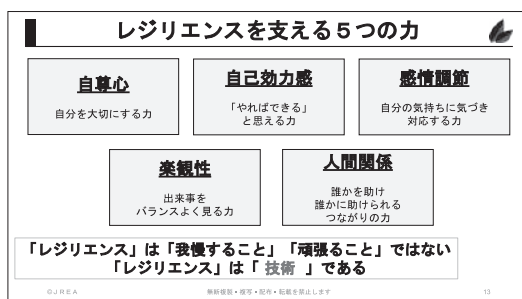 レジリエンスを支える５つの力
自尊心
自分を大切にする力
自己効力感
「やればできる」
と思える力
感情調節
自分の気持ちに気づき
対応する力
楽観性
出来事を
バランスよく見る力
人間関係
誰かを助け
誰かに助けられる
つながりの力
「レジリエンス」は「我慢すること」「頑張ること」ではない
「レジリエンス」は「 技術 」である
©JREA
無断複製・複写・配布・転載を禁止します
13